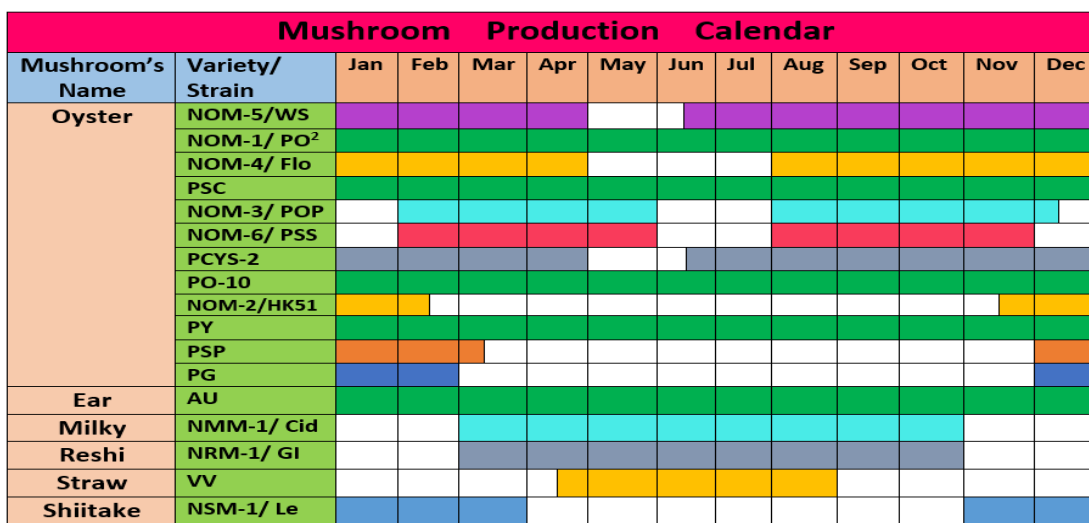 Mushroom Production Calendar
Mushroom's Name Variety/ Strain Jan Feb Mar Apr May Jun Jul Aug Sep Oct Nov Dec
Oyster NOM-5/WS
NOM-1/ PO²
NOM-4/ Flo
PSC
NOM-3/ POP
NOM-6/ PSS
PCYS-2
PO-10
NOM-2/HK51
PY
PSP
PG
Ear AU
Milky NMM-1/ Cid
Reshi NRM-1/ GI
Straw VV
Shiitake NSM-1/ Le